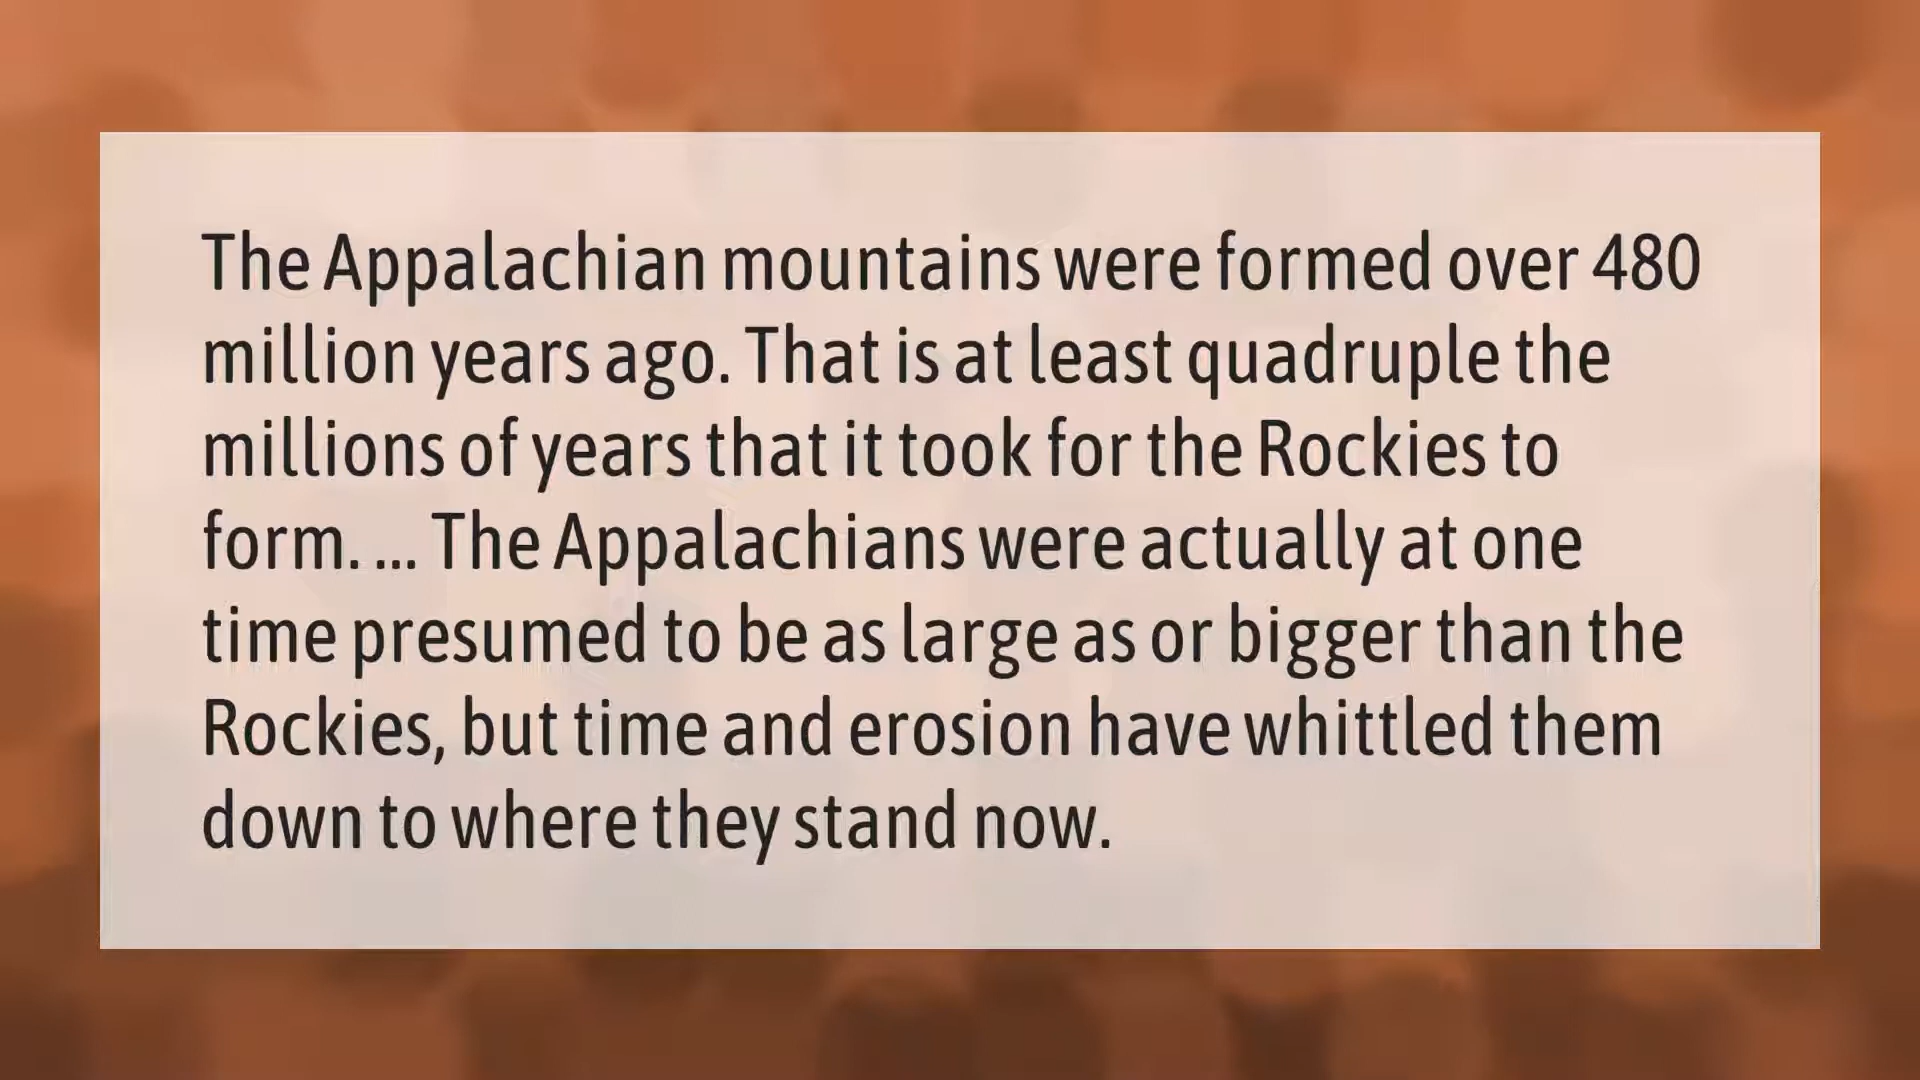 The Appalachian mountains were formed over 480
million years ago. That is at least quadruple the
millions of years that it took for the Rockies to
form. ... The Appalachians were actually at one
time presumed to be as large as or bigger than the
Rockies, but time and erosion have whittled them
down to where they stand now.